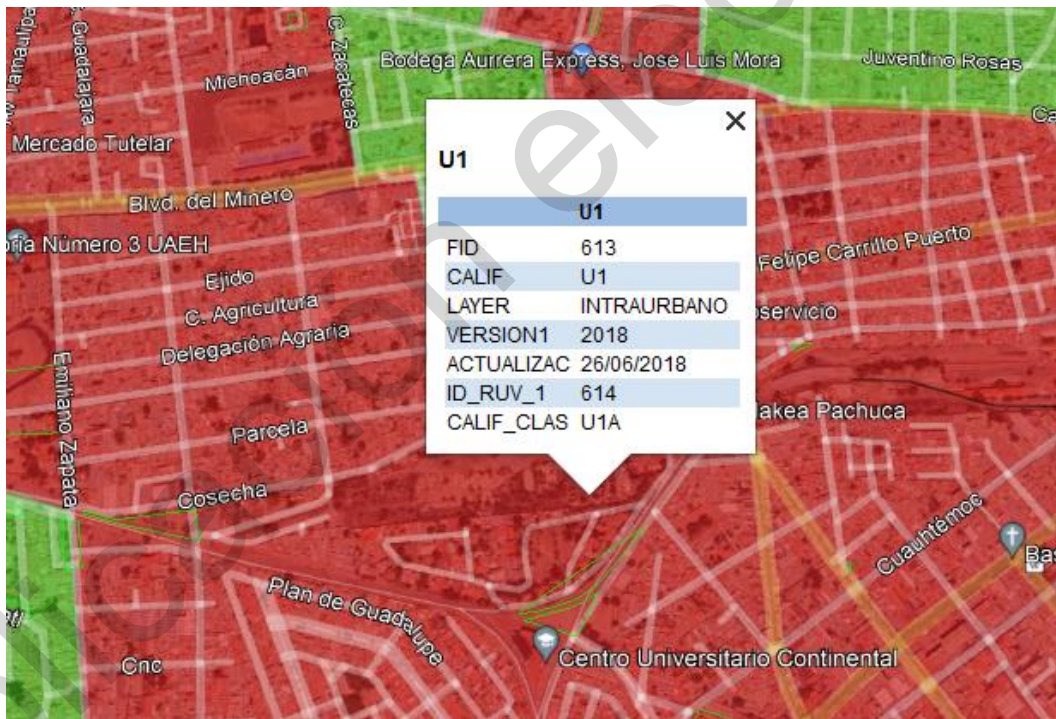 Michoacán
C. Guadalajara
C. Zacatecas
Bodega Aurrera Express, Jose Luis Mora
Juventino Rosas
Mercado Tutelar
Blvd. del Minero
Número 3 UAEH
Ejido
C. Agricultura
Delegación Agraria
Emiliano Zapata
Parcela
Cosecha
U1
U1
FID 613
CALIF U1
LAYER INTRAURBANO
VERSION1 2018
ACTUALIZAC 26/06/2018
ID_RUV_1 614
CALIF_CLAS U1A
Felipe Carrillo Puerto
Pachuca
Cuauhtémoc
Plan de Guadalupe
Centro Universitario Continental
Cnc